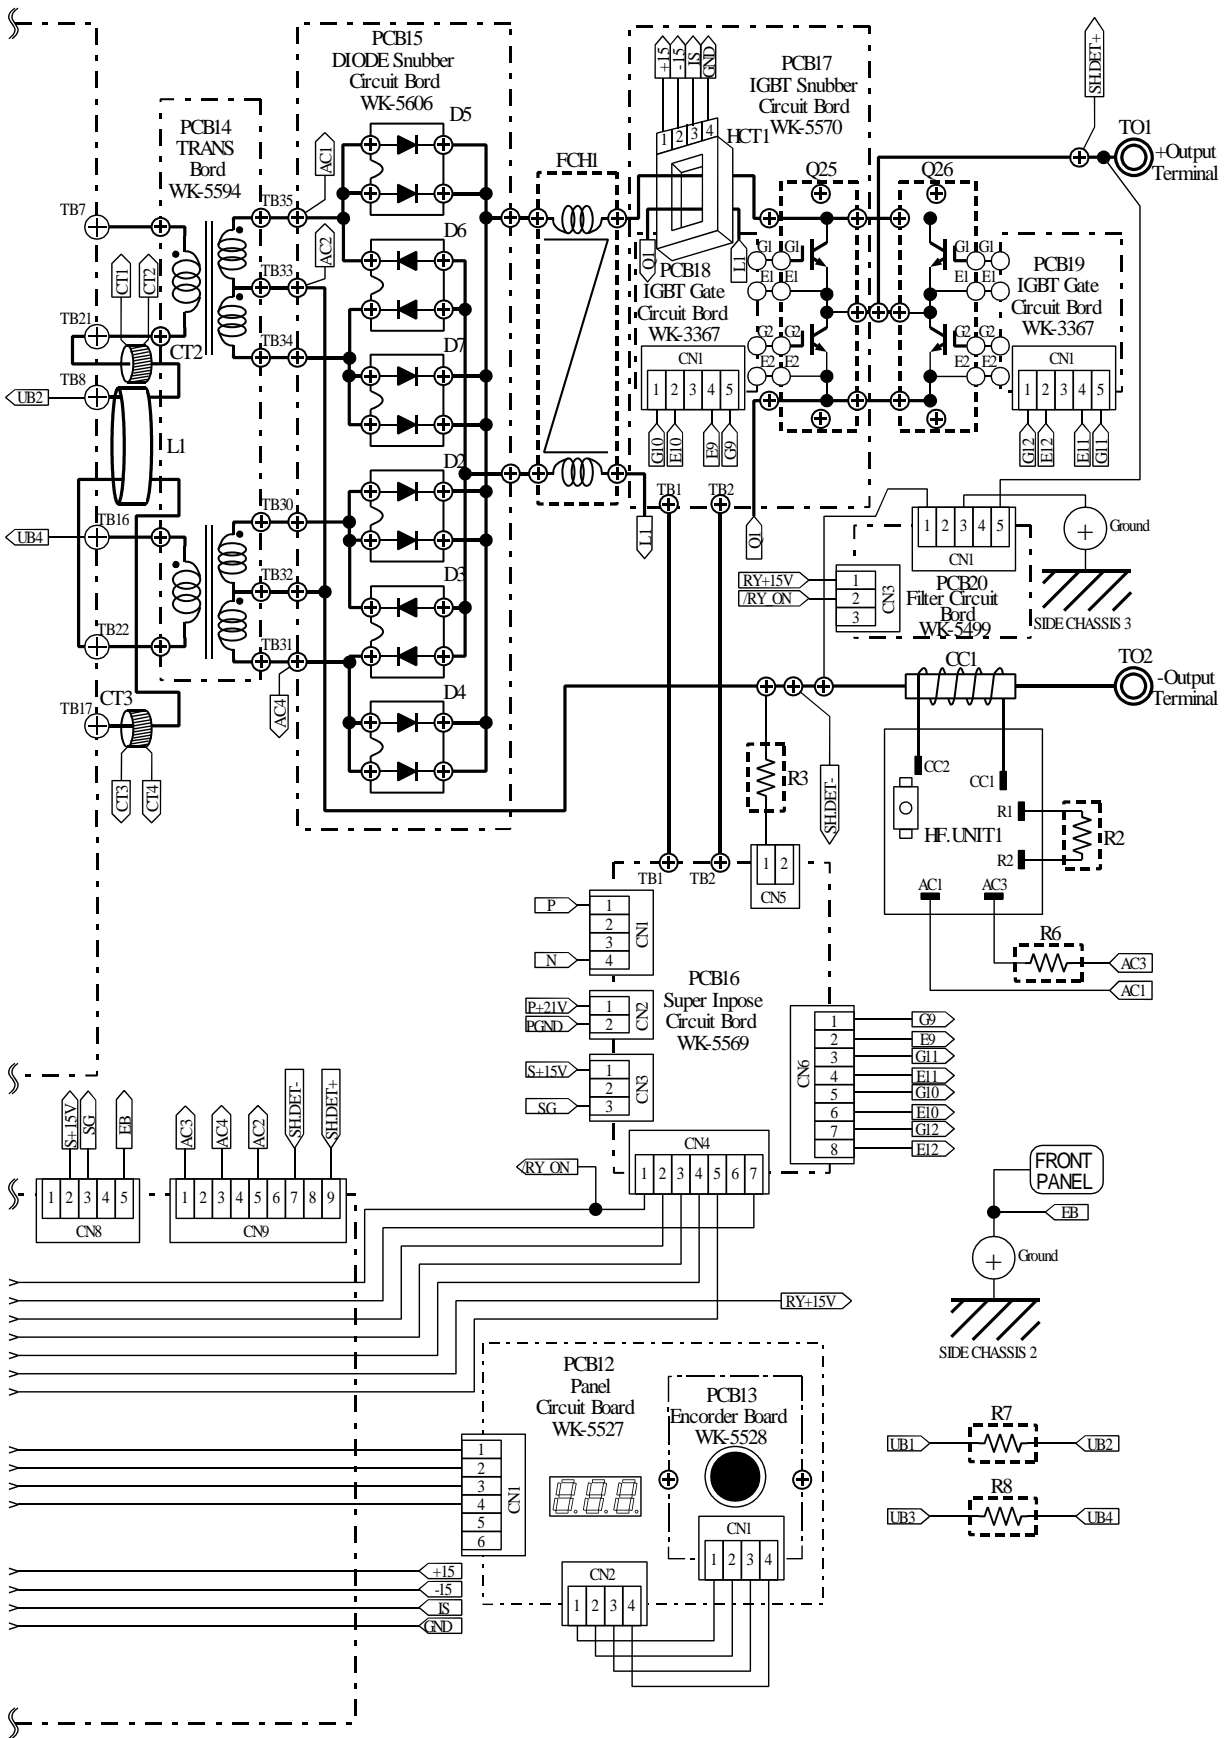 PCB15
DIODE Snubber
Circuit Bord
WK-5606
PCB14
TRANS
Bord
WK-5594
+15
-15
IS
GND
PCB17
IGBT Snubber
Circuit Bord
WK-5570
1 2 3 4
HCT1
SH.DET+
TO1
+Output
Terminal
D5
AC1
FCH1
Q25
Q26
TB35
TB7
AC2
D6
TB33
CT1
CT2
Q1
L1
PCB18
IGBT Gate
Circuit Bord
WK-3367
G1 G1
E1 E1
G2 G2
E2 E2
G1 G1
E1 E1
G2 G2
E2 E2
PCB19
IGBT Gate
Circuit Bord
WK-3367
TB21
CT2
TB34
D7
CN1
1 2 3 4 5
G10
E10
E9
G9
CN1
1 2 3 4 5
G12
E12
E11
G11
TB8
UB2
L1
D2
TB1
TB2
TB16
TB30
UB4
L1
Q1
1 2 3 4 5
CN1
Ground
SIDE CHASSIS 3
RY+15V
/RY_ON
1
2
3
CN3
PCB20
Filter Circuit
Bord
WK-5499
TB32
D3
TB22
TB31
CC1
TO2
-Output
Terminal
TB17
CT3
AC4
D4
CT3
CT4
R3
SH.DET-
CC2
CC1
HF.UNIT1
R1
R2
R2
AC1
AC3
R6
AC3
AC1
TB1
TB2
1 2
CN5
P
N
1
2
3
4
CN1
PCB16
Super Inpose
Circuit Bord
WK-5569
P+21V
PGND
1
2
CN2
S+15V
SG
1
2
3
CN3
CN6
1
2
3
4
5
6
7
8
G9
E9
G11
E11
G10
E10
G12
E12
S+15V
SG
EB
AC3
AC4
AC2
SH.DET-
SH.DET+
/RY_ON
CN4
1 2 3 4 5 6 7
1 2 3 4 5
CN8
1 2 3 4 5 6 7 8 9
CN9
FRONT
PANEL
EB
Ground
SIDE CHASSIS 2
RY+15V
PCB12
Panel
Circuit Board
WK-5527
PCB13
Encorder Board
WK-5528
1
2
3
4
5
6
CN1
8.8.8.
CN1
1 2 3 4
CN2
1 2 3 4
+15
-15
IS
GND
R7
UB1
UB2
R8
UB3
UB4